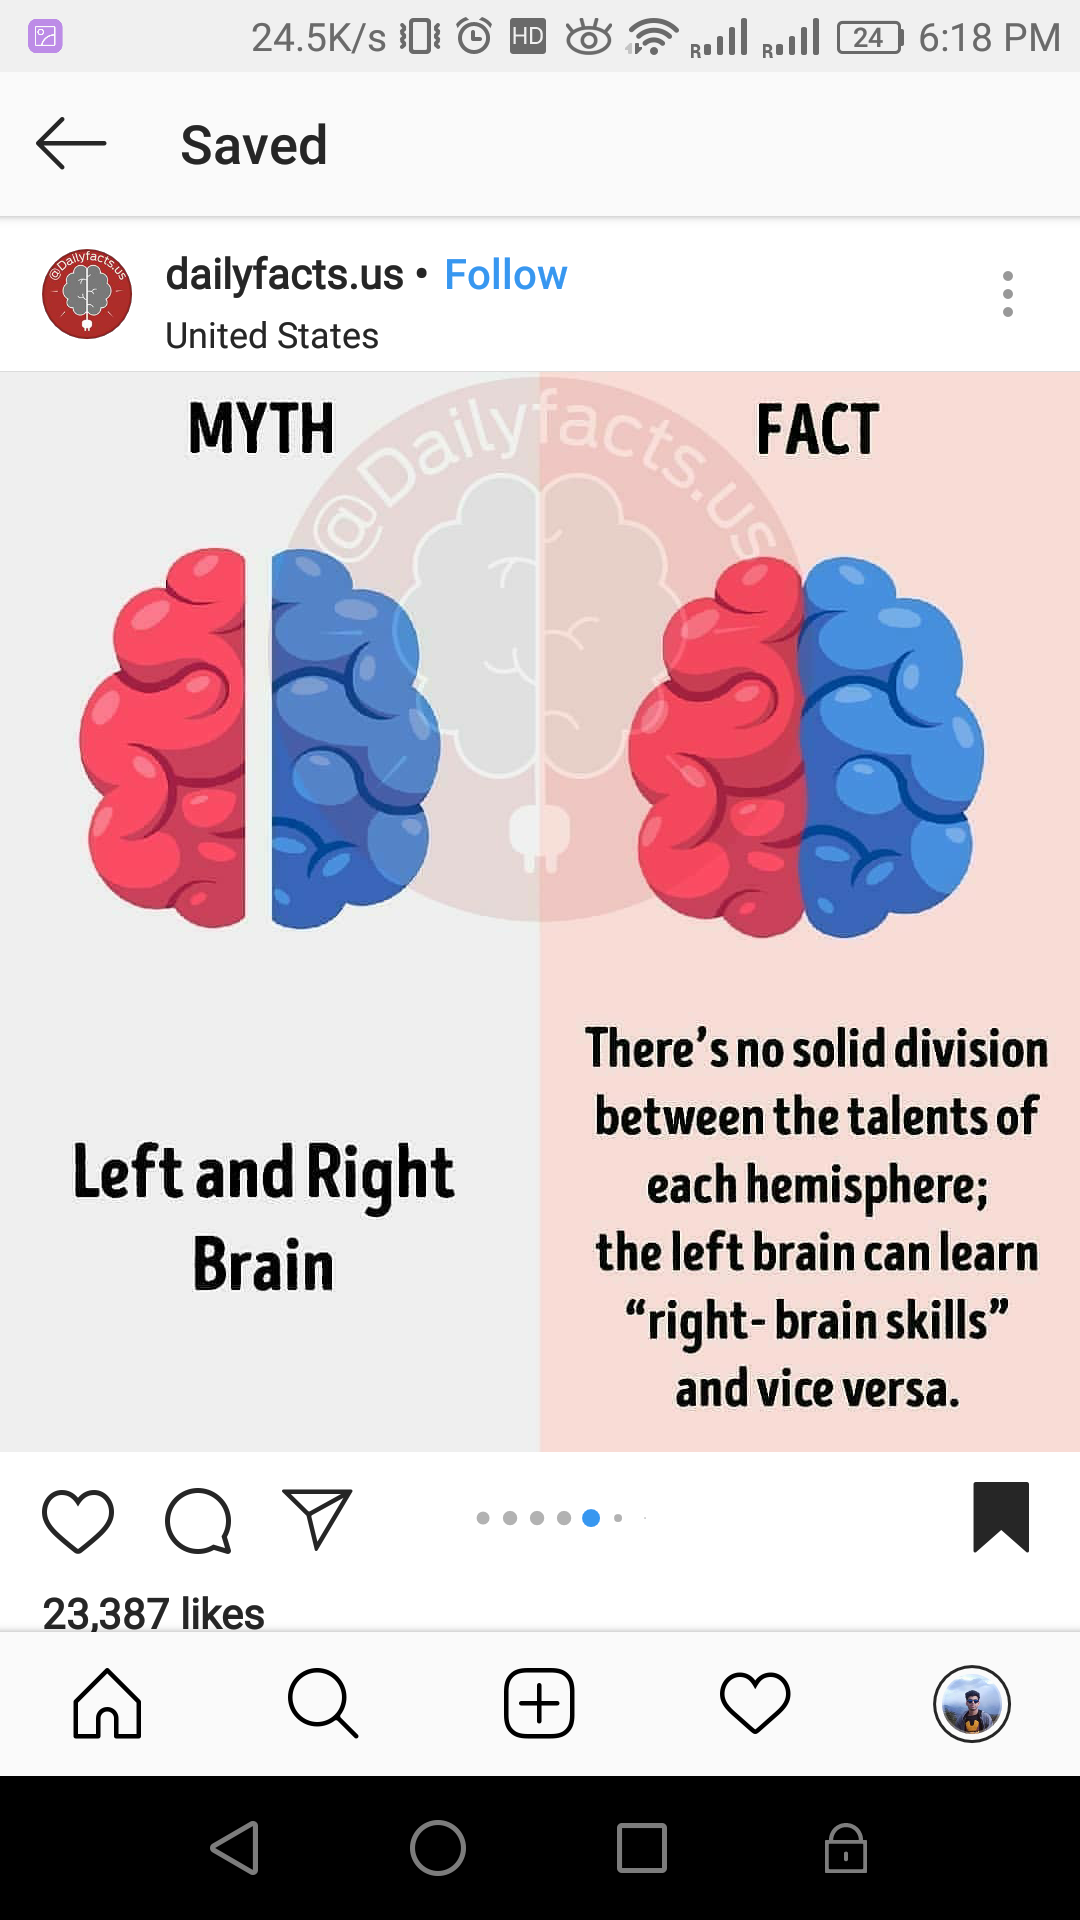 24.5K/s HD 24 6:18 PM
Saved
@Dailyfacts.us
dailyfacts.us • Follow
United States
@Dailyfacts.us
MYTH
FACT
Left and Right
Brain
There's no solid division
between the talents of
each hemisphere;
the left brain can learn
“right- brain skills”
and vice versa.
23,387 likes